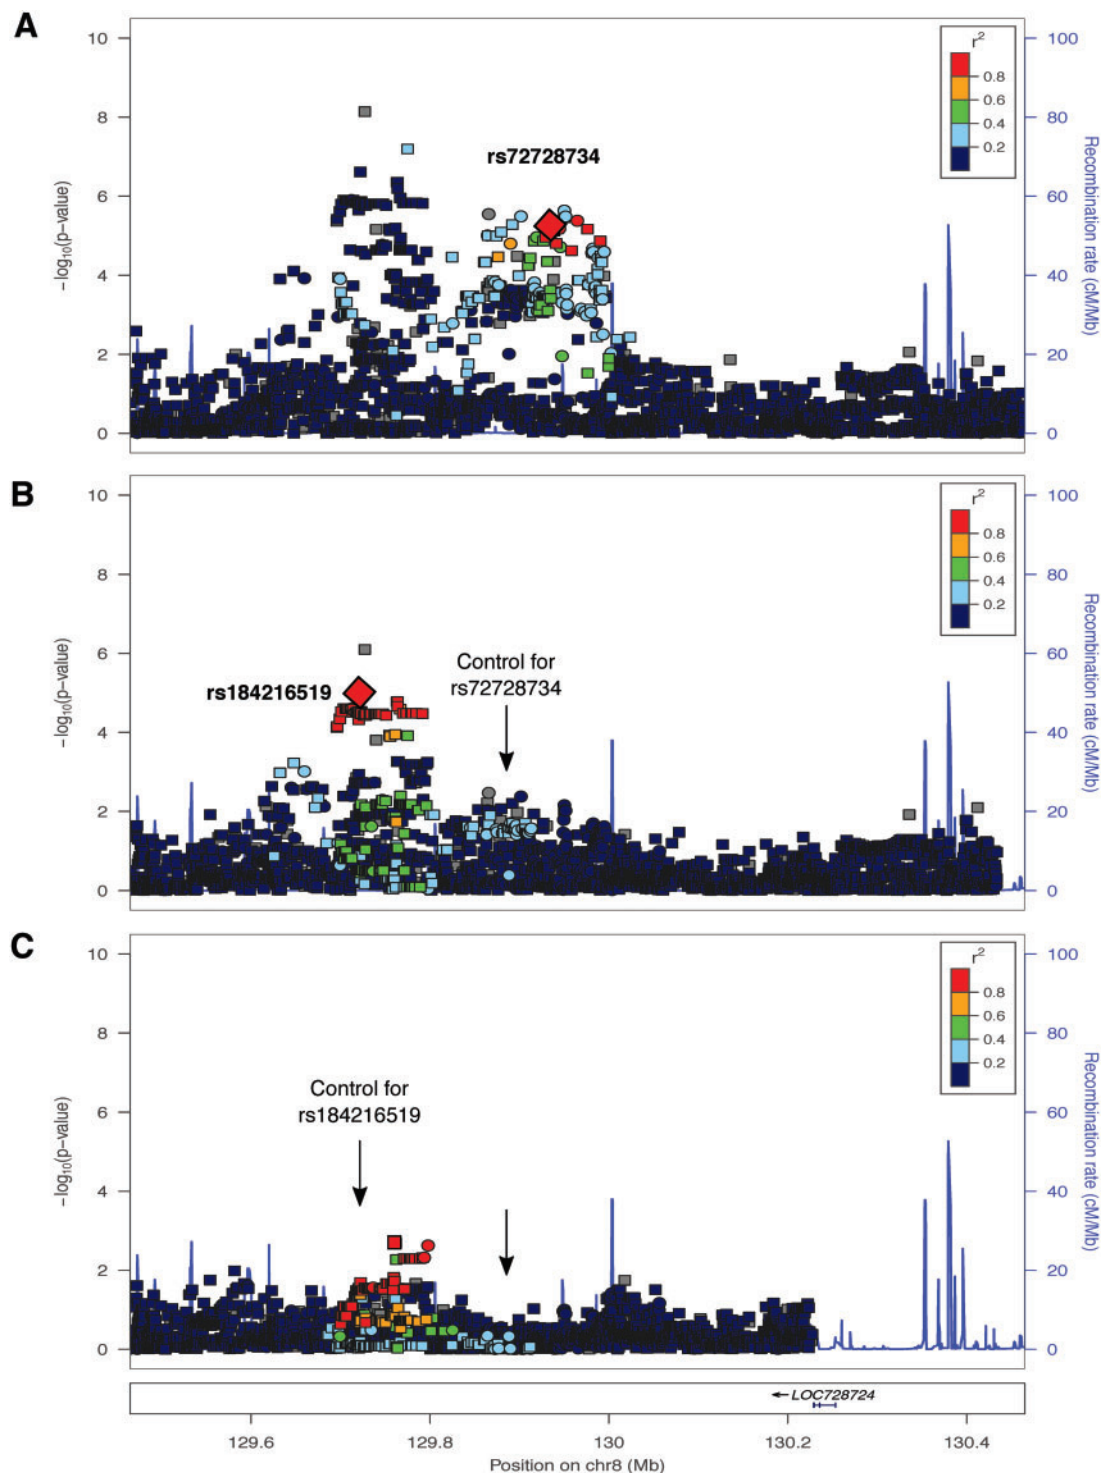 A
10
8
6
4
2
0
−log10(p−value)
rs72728734
r2
0.8
0.6
0.4
0.2
100
80
60
40
20
0
Recombination rate (cM/Mb)
B
10
8
6
4
2
0
−log10(p−value)
rs184216519
Control for
rs72728734
r2
0.8
0.6
0.4
0.2
100
80
60
40
20
0
Recombination rate (cM/Mb)
C
10
8
6
4
2
0
−log10(p−value)
Control for
rs184216519
r2
0.8
0.6
0.4
0.2
100
80
60
40
20
0
Recombination rate (cM/Mb)
LOC728724
129.6 129.8 130 130.2 130.4
Position on chr8 (Mb)